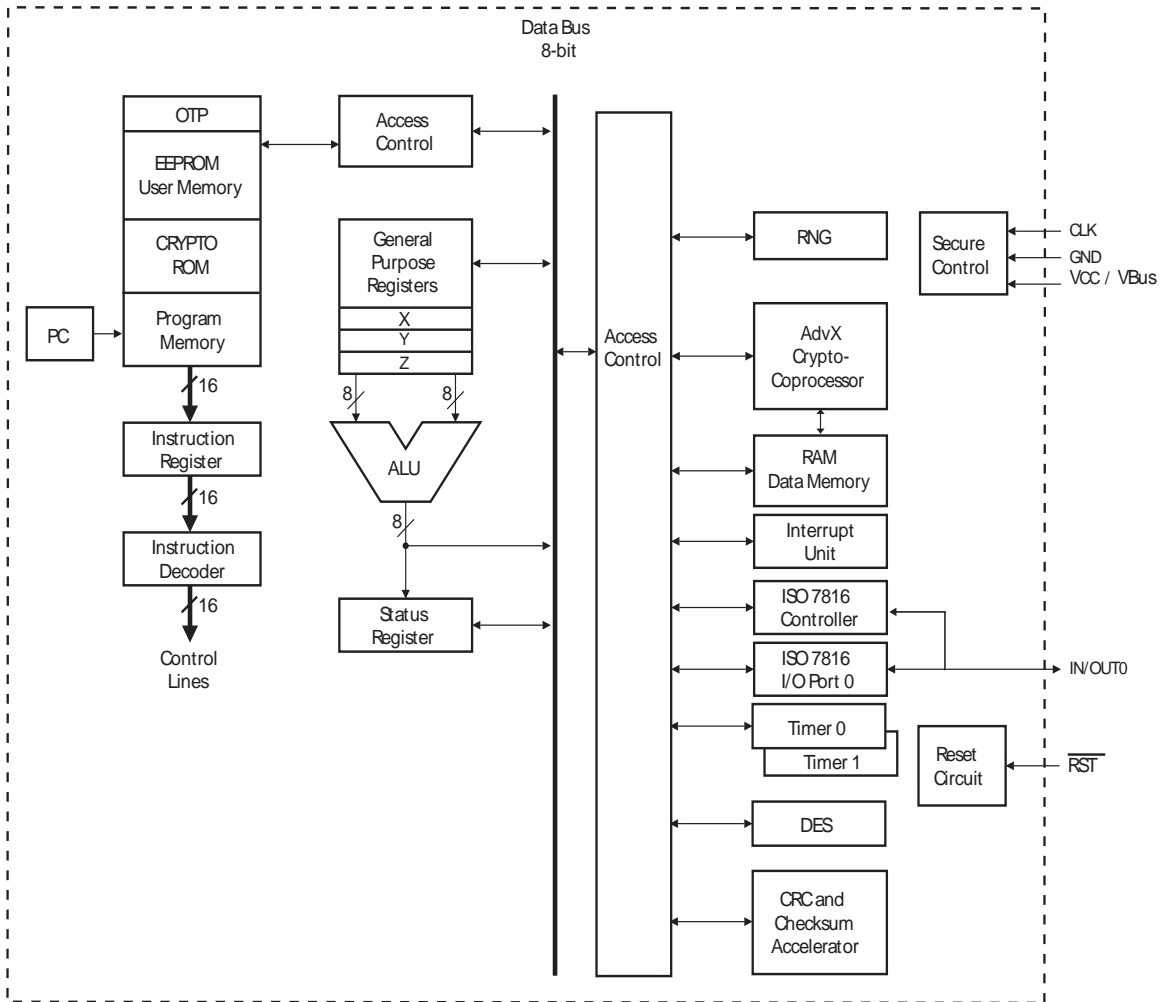 Data Bus
8-bit
OTP
EEPROM
User Memory
CRYPTO
ROM
Program
Memory
PC
16
Instruction
Register
16
Instruction
Decoder
16
Control
Lines
Access
Control
General
Purpose
Registers
X
Y
Z
8
8
ALU
8
Status
Register
Access
Control
RNG
AdvX
Crypto-
Coprocessor
RAM
Data Memory
Interrupt
Unit
ISO 7816
Controller
ISO 7816
I/O Port 0
Timer 0
Timer 1
DES
CRC and
Checksum
Accelerator
Secure
Control
CLK
GND
VCC / VBus
IN/OUT0
Reset
Circuit
RST